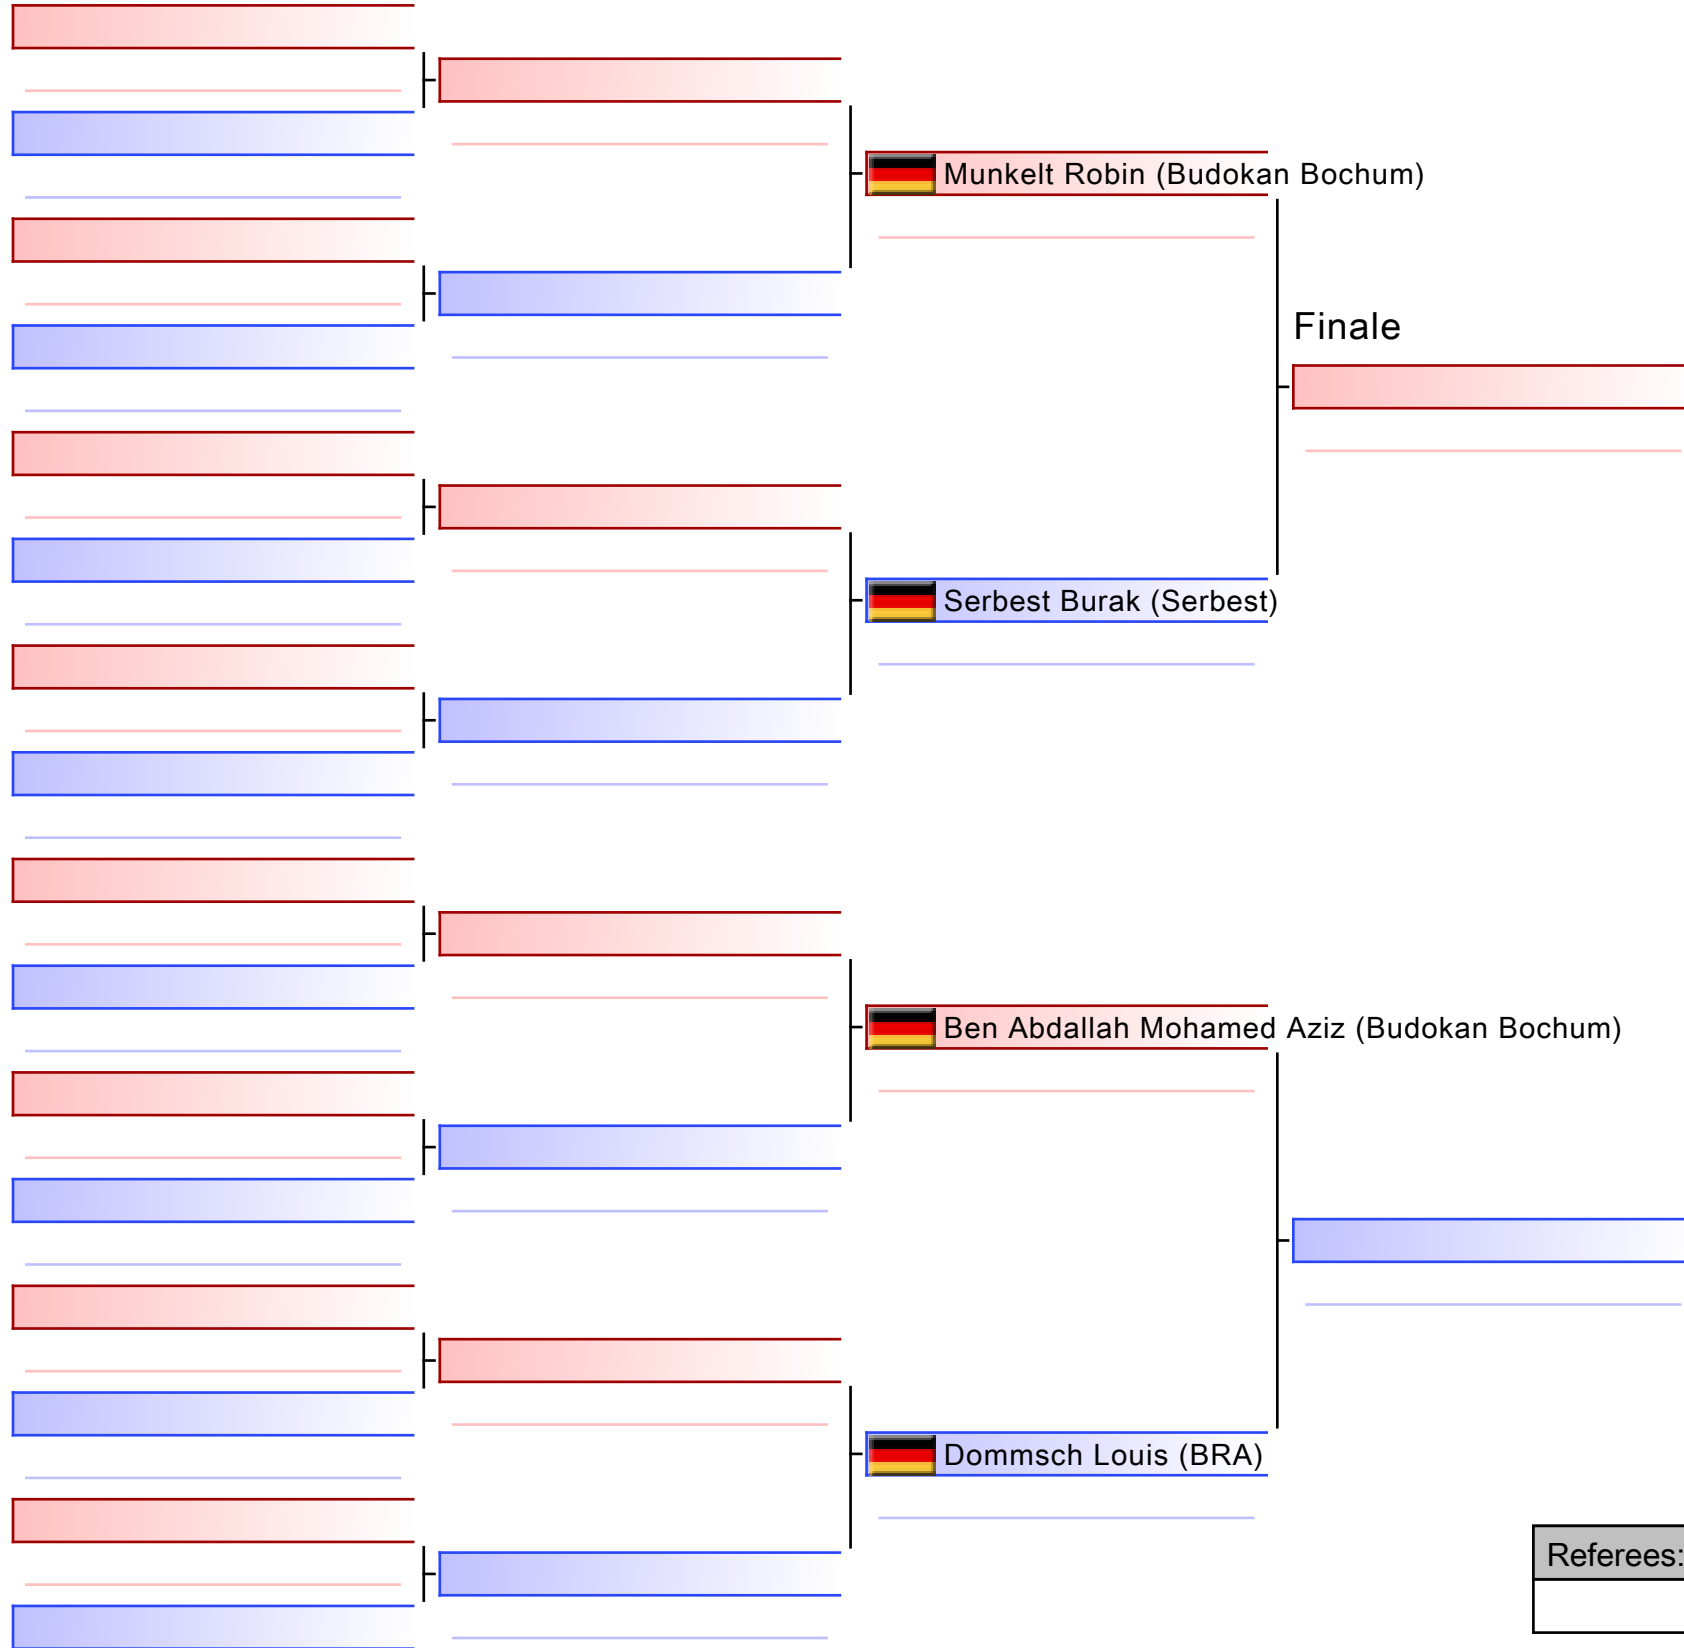 Munkelt Robin (Budokan Bochum)
Finale
Serbest Burak (Serbest)
Ben Abdallah Mohamed Aziz (Budokan Bochum)
Dommsch Louis (BRA)
Referees: